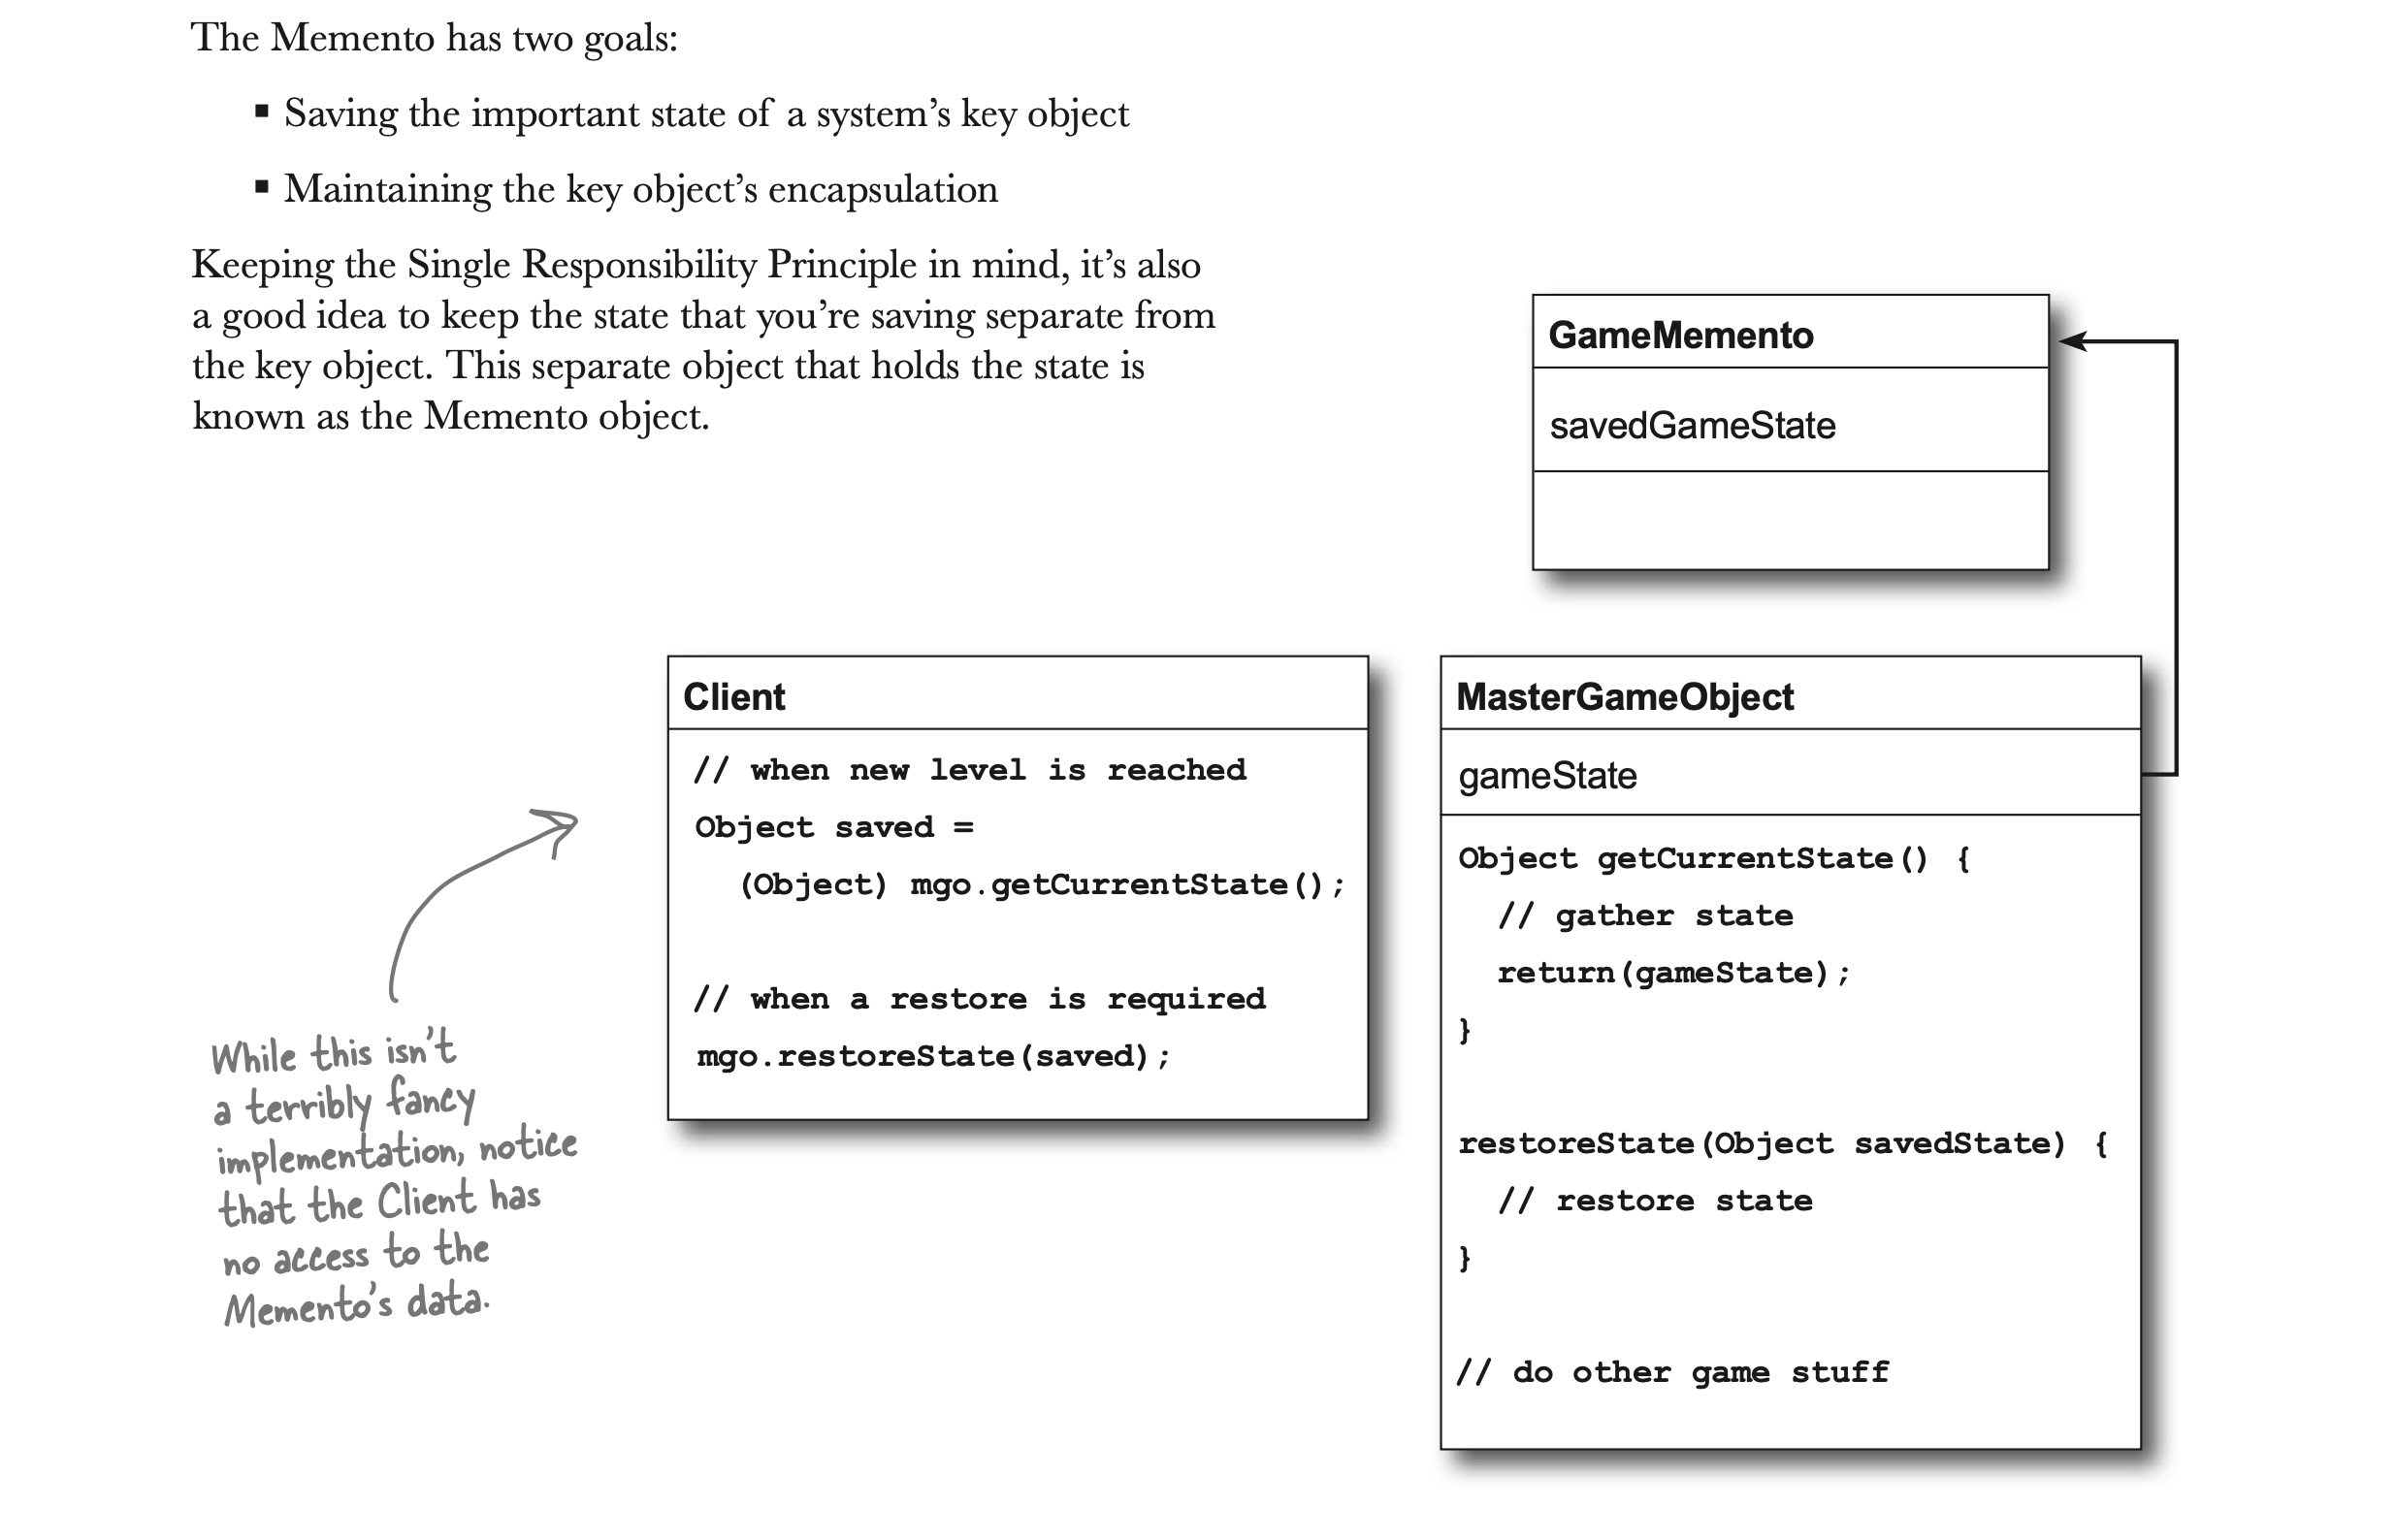 The Memento has two goals:
▪ Saving the important state of a system’s key object
▪ Maintaining the key object’s encapsulation
Keeping the Single Responsibility Principle in mind, it’s also
a good idea to keep the state that you’re saving separate from
the key object. This separate object that holds the state is
known as the Memento object.
GameMemento
savedGameState
Client
// when new level is reached
Object saved =
(Object) mgo.getCurrentState();
// when a restore is required
mgo.restoreState(saved);
MasterGameObject
gameState
Object getCurrentState() {
// gather state
return(gameState);
}
restoreState(Object savedState) {
// restore state
}
// do other game stuff
While this isn’t
a terribly fancy
implementation, notice
that the Client has
no access to the
Memento’s data.